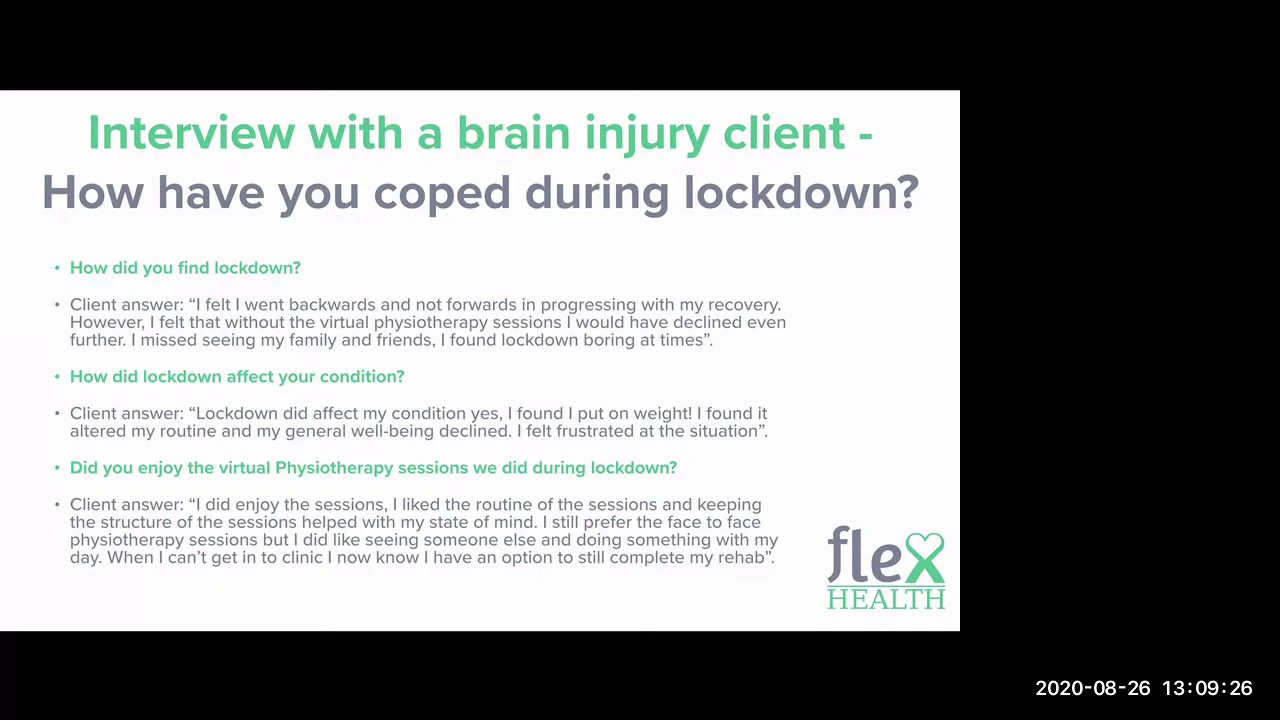 Interview with a brain injury client -
How have you coped during lockdown?
• How did you find lockdown?
• Client answer: “I felt I went backwards and not forwards in progressing with my recovery.
However, I felt that without the virtual physiotherapy sessions I would have declined even
further. I missed seeing my family and friends, I found lockdown boring at times”.
• How did lockdown affect your condition?
• Client answer: “Lockdown did affect my condition yes, I found I put on weight! I found it
altered my routine and my general well-being declined. I felt frustrated at the situation”.
• Did you enjoy the virtual Physiotherapy sessions we did during lockdown?
• Client answer: “I did enjoy the sessions, I liked the routine of the sessions and keeping
the structure of the sessions helped with my state of mind. I still prefer the face to face
physiotherapy sessions but I did like seeing someone else and doing something with my
day. When I can’t get in to clinic I now know I have an option to still complete my rehab”.
flex
HEALTH
2020-08-26 13:09:26